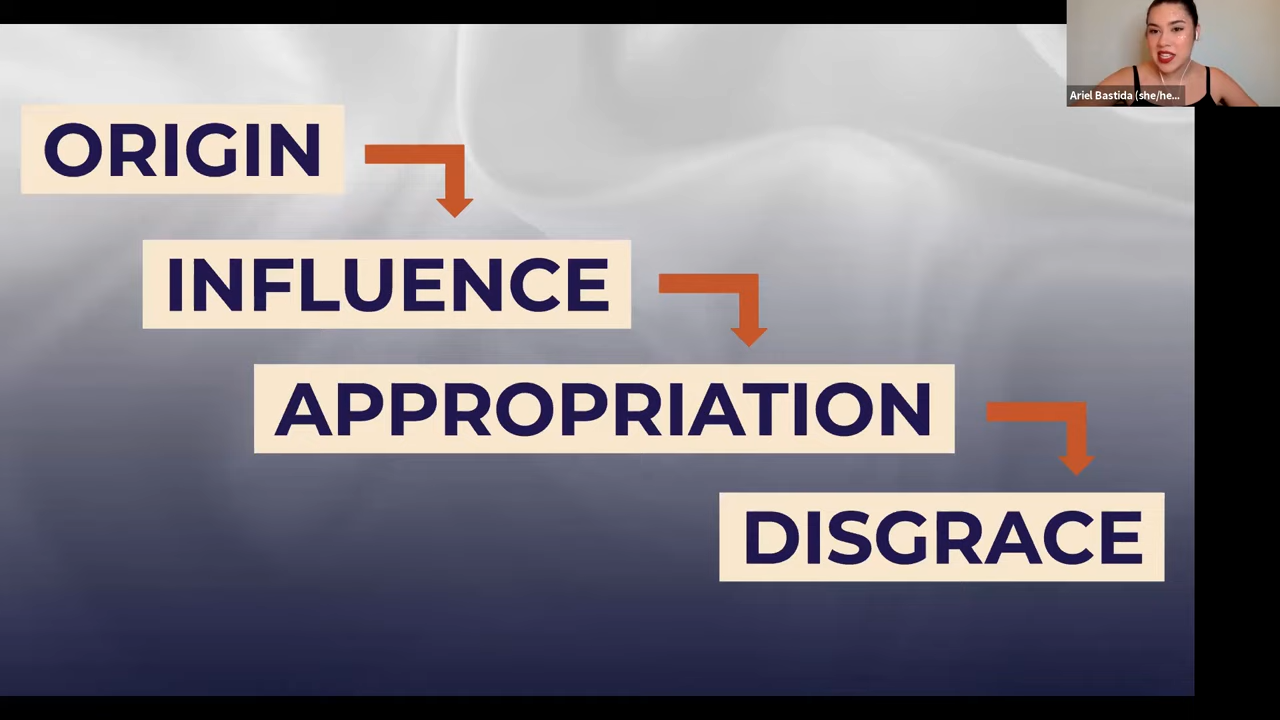 Ariel Bastida (she/he...
ORIGIN
INFLUENCE
APPROPRIATION
DISGRACE